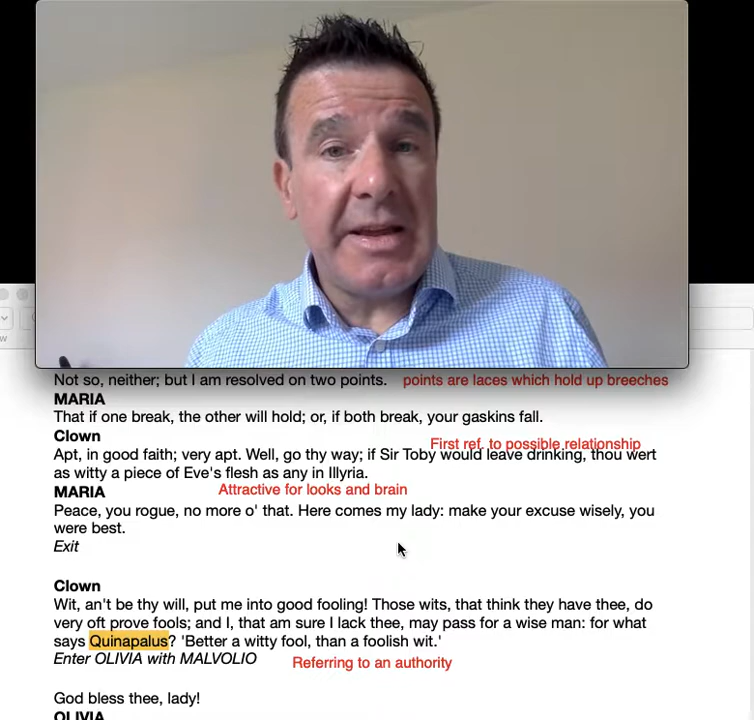 Not so, neither; but I am resolved on two points. points are laces which hold up breeches
MARIA
That if one break, the other will hold; or, if both break, your gaskins fall.
Clown
First ref. to possible relationship
Apt, in good faith; very apt. Well, go thy way; if Sir Toby would leave drinking, thou wert
as witty a piece of Eve's flesh as any in Illyria.
MARIA
Attractive for looks and brain
Peace, you rogue, no more o' that. Here comes my lady: make your excuse wisely, you
were best.
Exit
Clown
Wit, an't be thy will, put me into good fooling! Those wits, that think they have thee, do
very oft prove fools; and I, that am sure I lack thee, may pass for a wise man: for what
says Quinapalus? 'Better a witty fool, than a foolish wit.'
Enter OLIVIA with MALVOLIO
Referring to an authority
God bless thee, lady!
OLIVIA